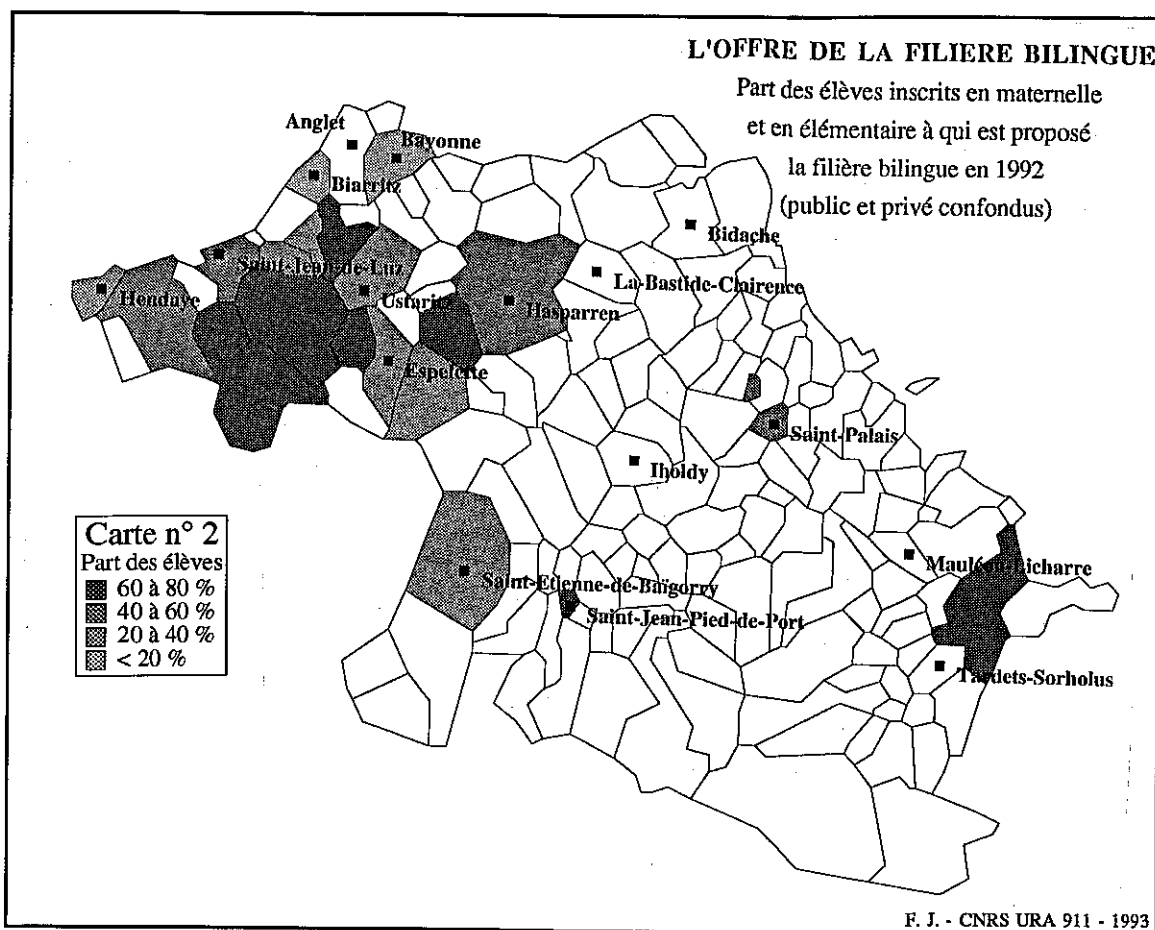 L'OFFRE DE LA FILIERE BILINGUE
Part des élèves inscrits en maternelle
et en élémentaire à qui est proposé
la filière bilingue en 1992
(public et privé confondus)
Anglet
Bayonne
Biarritz
Bidache
Saint-Jean-de-Luz
La-Bastide-Clairence
Hendaye
Ustaritz
Hasparren
Espelette
Saint-Palais
Iholdy
Carte n° 2
Part des élèves
60 à 80 %
40 à 60 %
20 à 40 %
< 20 %
Mauléon-Licharre
Saint-Etienne-de-Baïgorry
Saint-Jean-Pied-de-Port
Tardets-Sorholus
F. J. - CNRS URA 911 - 1993